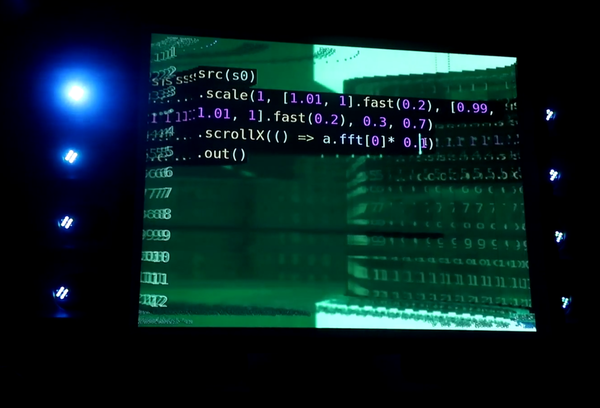 src(s0)
.scale(1, [1.01, 1].fast(0.2), [0.99,
1.01, 1].fast(0.2), 0.3, 0.7)
.scrollX(() => a.fft[0]* 0.1)
.out()